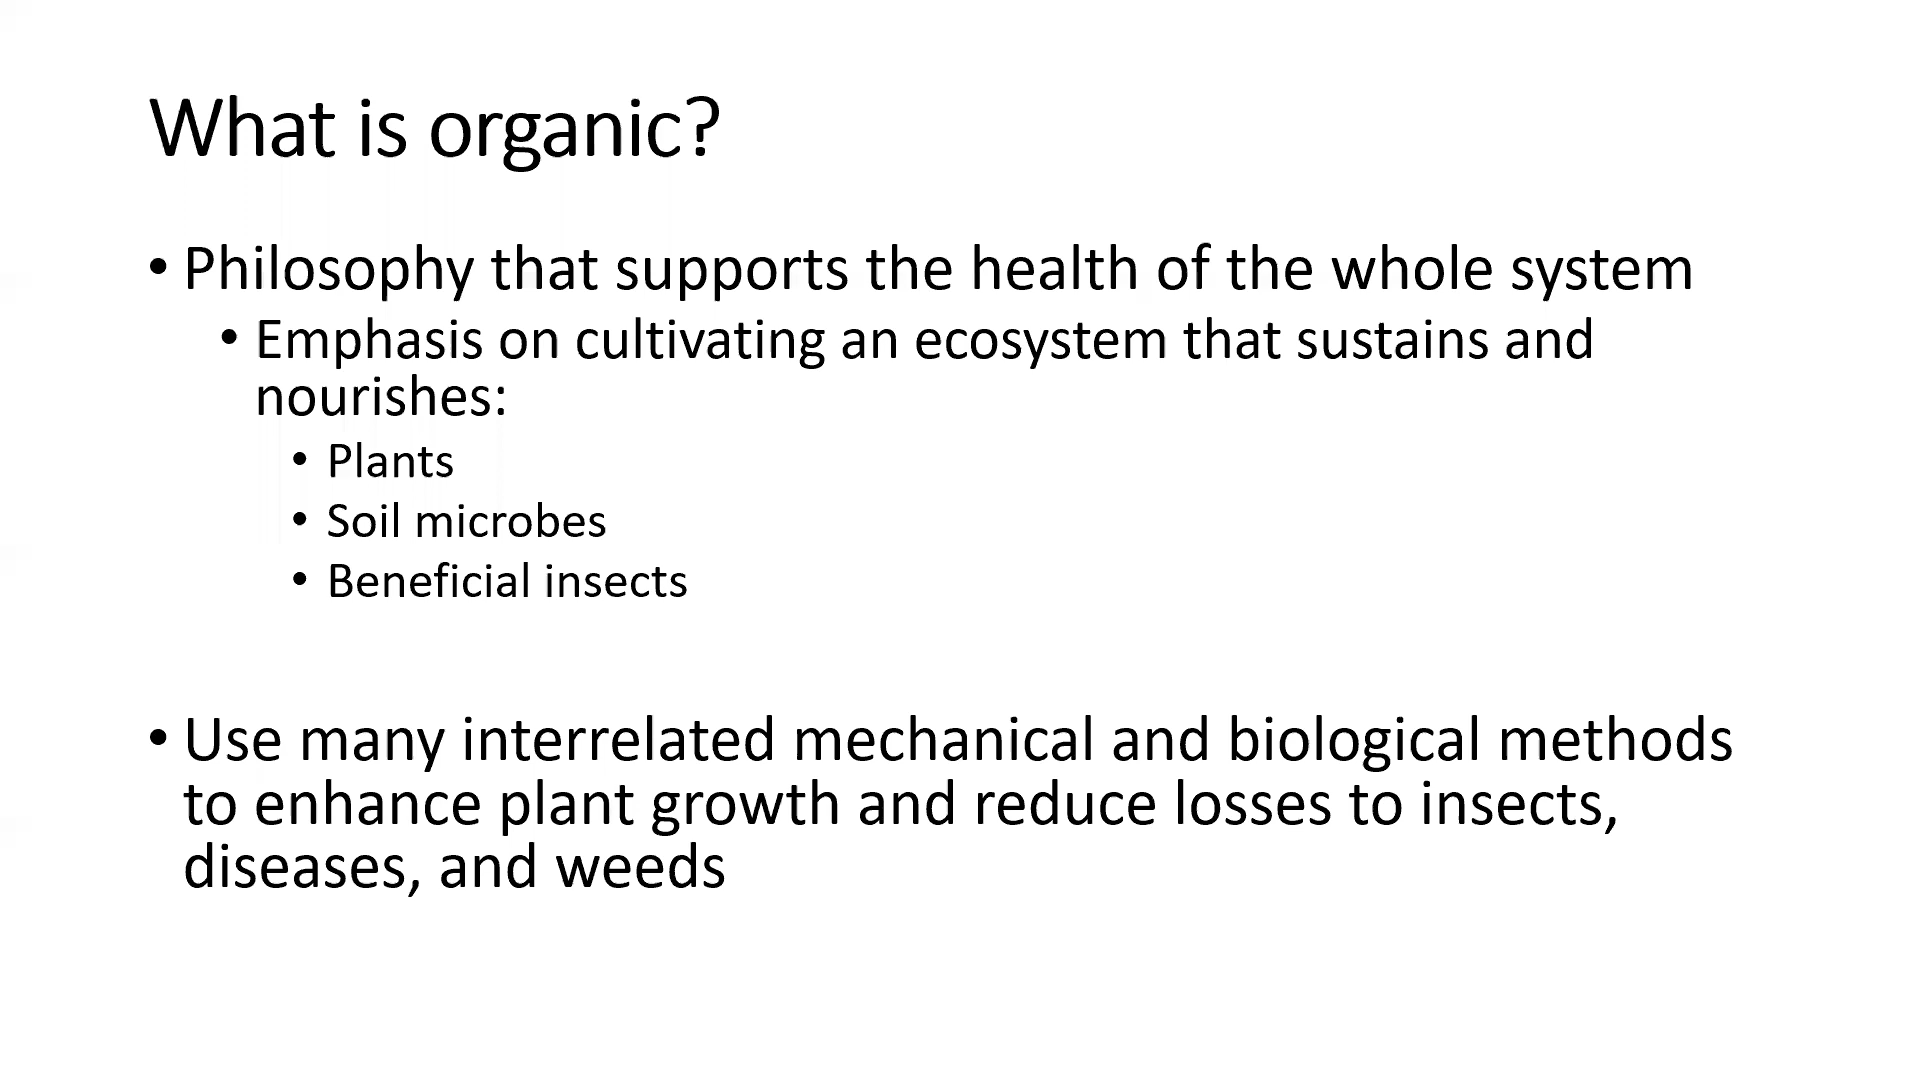 What is organic?
• Philosophy that supports the health of the whole system
• Emphasis on cultivating an ecosystem that sustains and
nourishes:
• Plants
• Soil microbes
• Beneficial insects
• Use many interrelated mechanical and biological methods
to enhance plant growth and reduce losses to insects,
diseases, and weeds